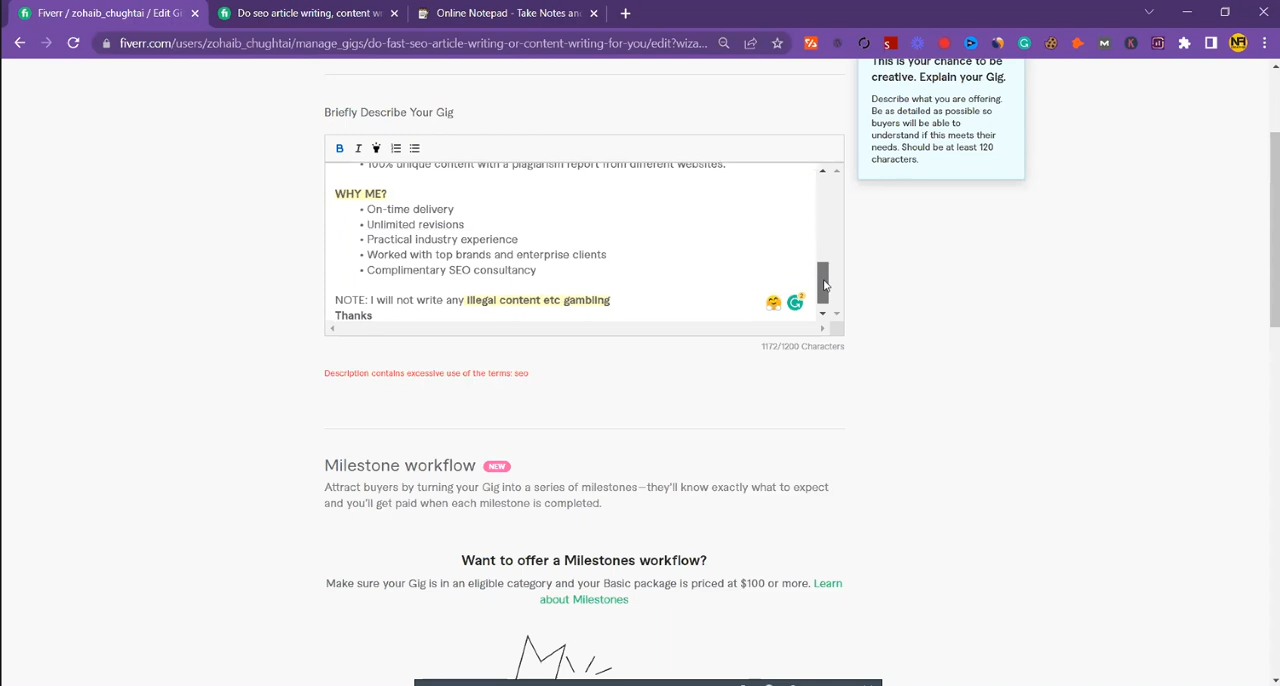 Fiverr / zohaib_chughtai / Edit Gi
Do seo article writing, content w
Online Notepad - Take Notes an
fiverr.com/users/zohaib_chughtai/manage_gigs/do-fast-seo-article-writing-or-content-writing-for-you/edit?wiza...
This is your chance to be
creative. Explain your Gig.
Describe what you are offering.
Be as detailed as possible so
buyers will be able to
understand if this meets their
needs. Should be at least 120
characters.
Briefly Describe Your Gig
B I
• 100% unique content with a plagiarism report from different websites.
WHY ME?
• On-time delivery
• Unlimited revisions
• Practical industry experience
• Worked with top brands and enterprise clients
• Complimentary SEO consultancy
NOTE: I will not write any illegal content etc gambling
Thanks
1172/1200 Characters
Description contains excessive use of the terms: seo
Milestone workflow NEW
Attract buyers by turning your Gig into a series of milestones—they'll know exactly what to expect
and you'll get paid when each milestone is completed.
Want to offer a Milestones workflow?
Make sure your Gig is in an eligible category and your Basic package is priced at $100 or more. Learn
about Milestones